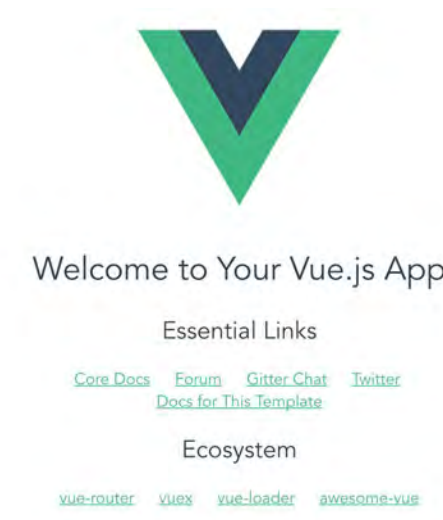 Welcome to Your Vue.js App
Essential Links
Core Docs Forum Gitter Chat Twitter
Docs for This Template
Ecosystem
vue-router vuex vue-loader awesome-vue